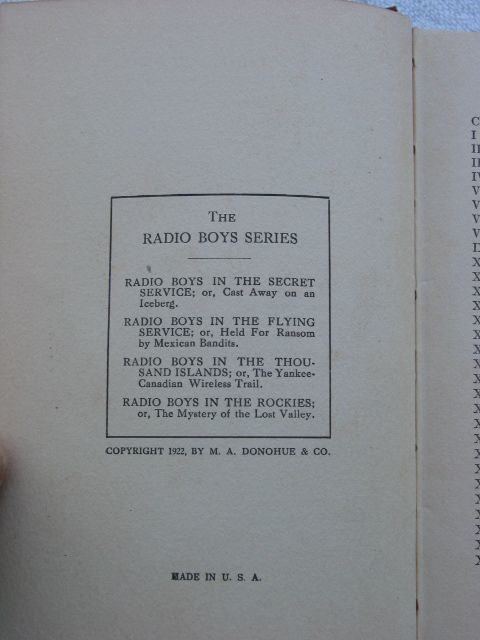 The
RADIO BOYS SERIES
RADIO BOYS IN THE SECRET
SERVICE; or, Cast Away on an
Iceberg.
RADIO BOYS IN THE FLYING
SERVICE; or, Held For Ransom
by Mexican Bandits.
RADIO BOYS IN THE THOU-
SAND ISLANDS; or, The Yankee-
Canadian Wireless Trail.
RADIO BOYS IN THE ROCKIES;
or, The Mystery of the Lost Valley.
COPYRIGHT 1922, BY M. A. DONOHUE & CO.
MADE IN U. S. A.